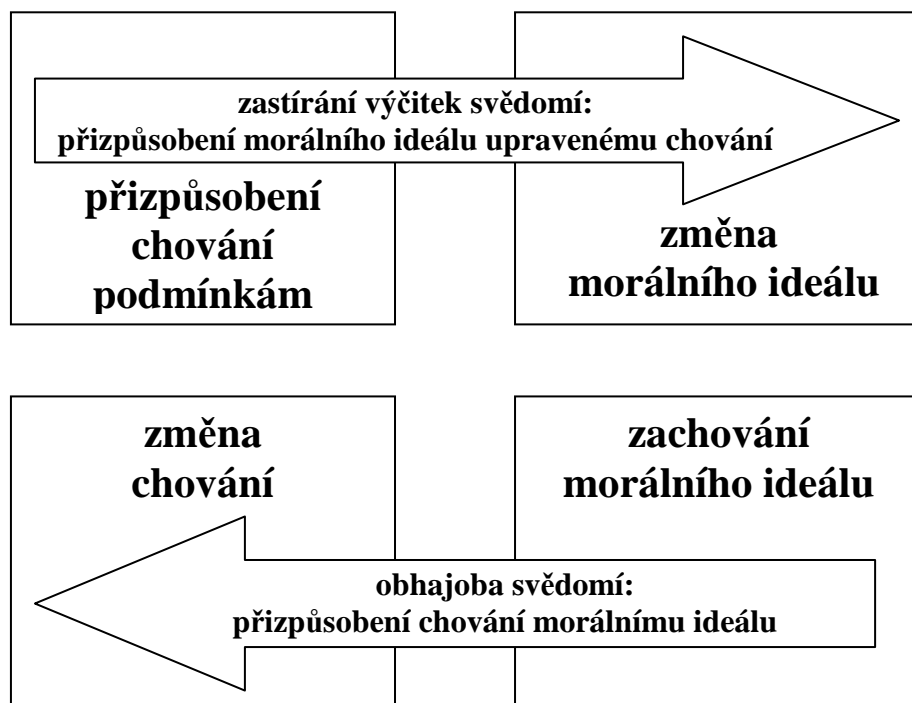 zastírání výčitek svědomí:
přizpůsobení morálního ideálu upravenému chování
přizpůsobení
chování
podmínkám
změna
morálního ideálu
změna
chování
zachování
morálního ideálu
obhajoba svědomí:
přizpůsobení chování morálnímu ideálu